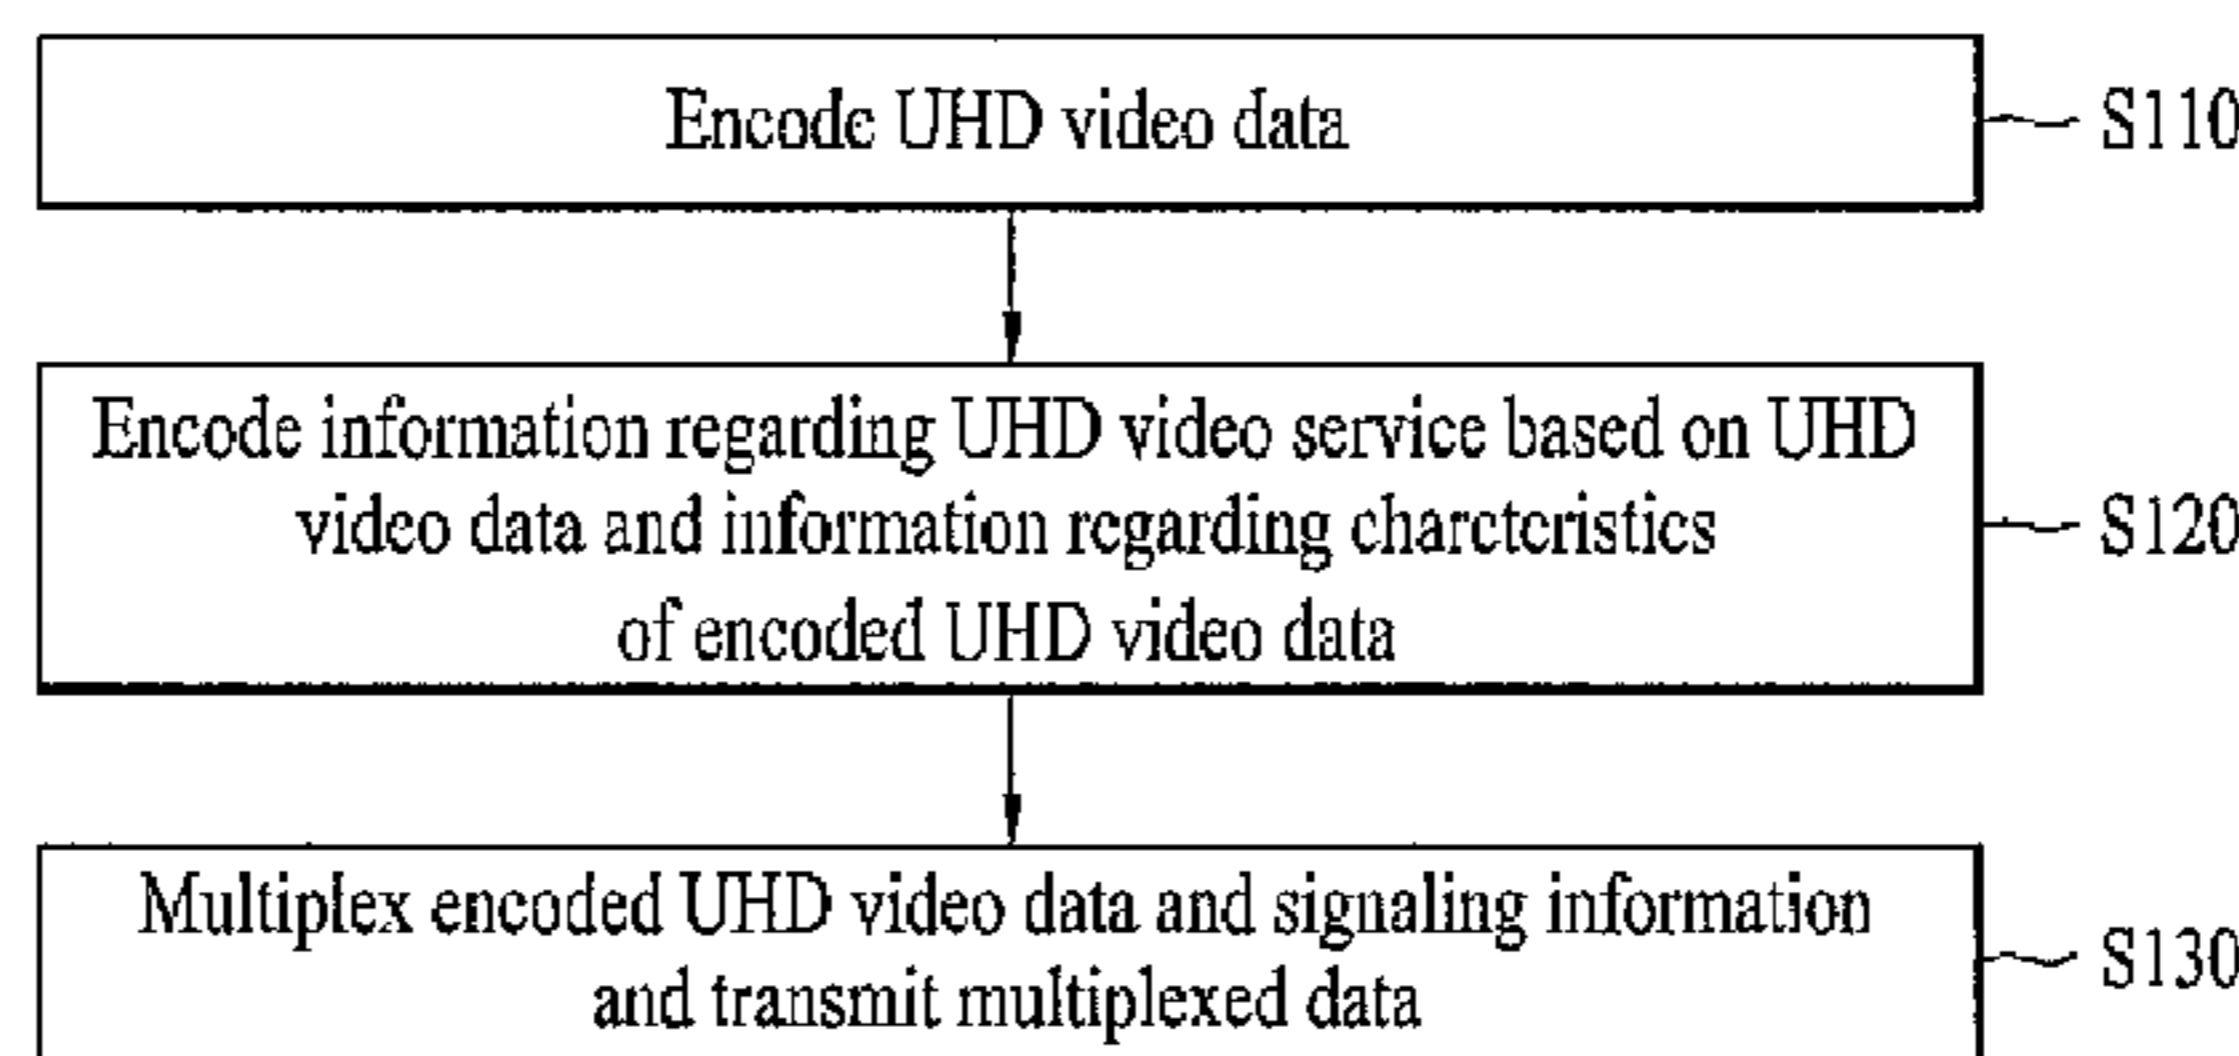 Encode UHD video data
S110
Encode information regarding UHD video service based on UHD
video data and information regarding charcteristics
of encoded UHD video data
S120
Multiplex encoded UHD video data and signaling information
and transmit multiplexed data
S130